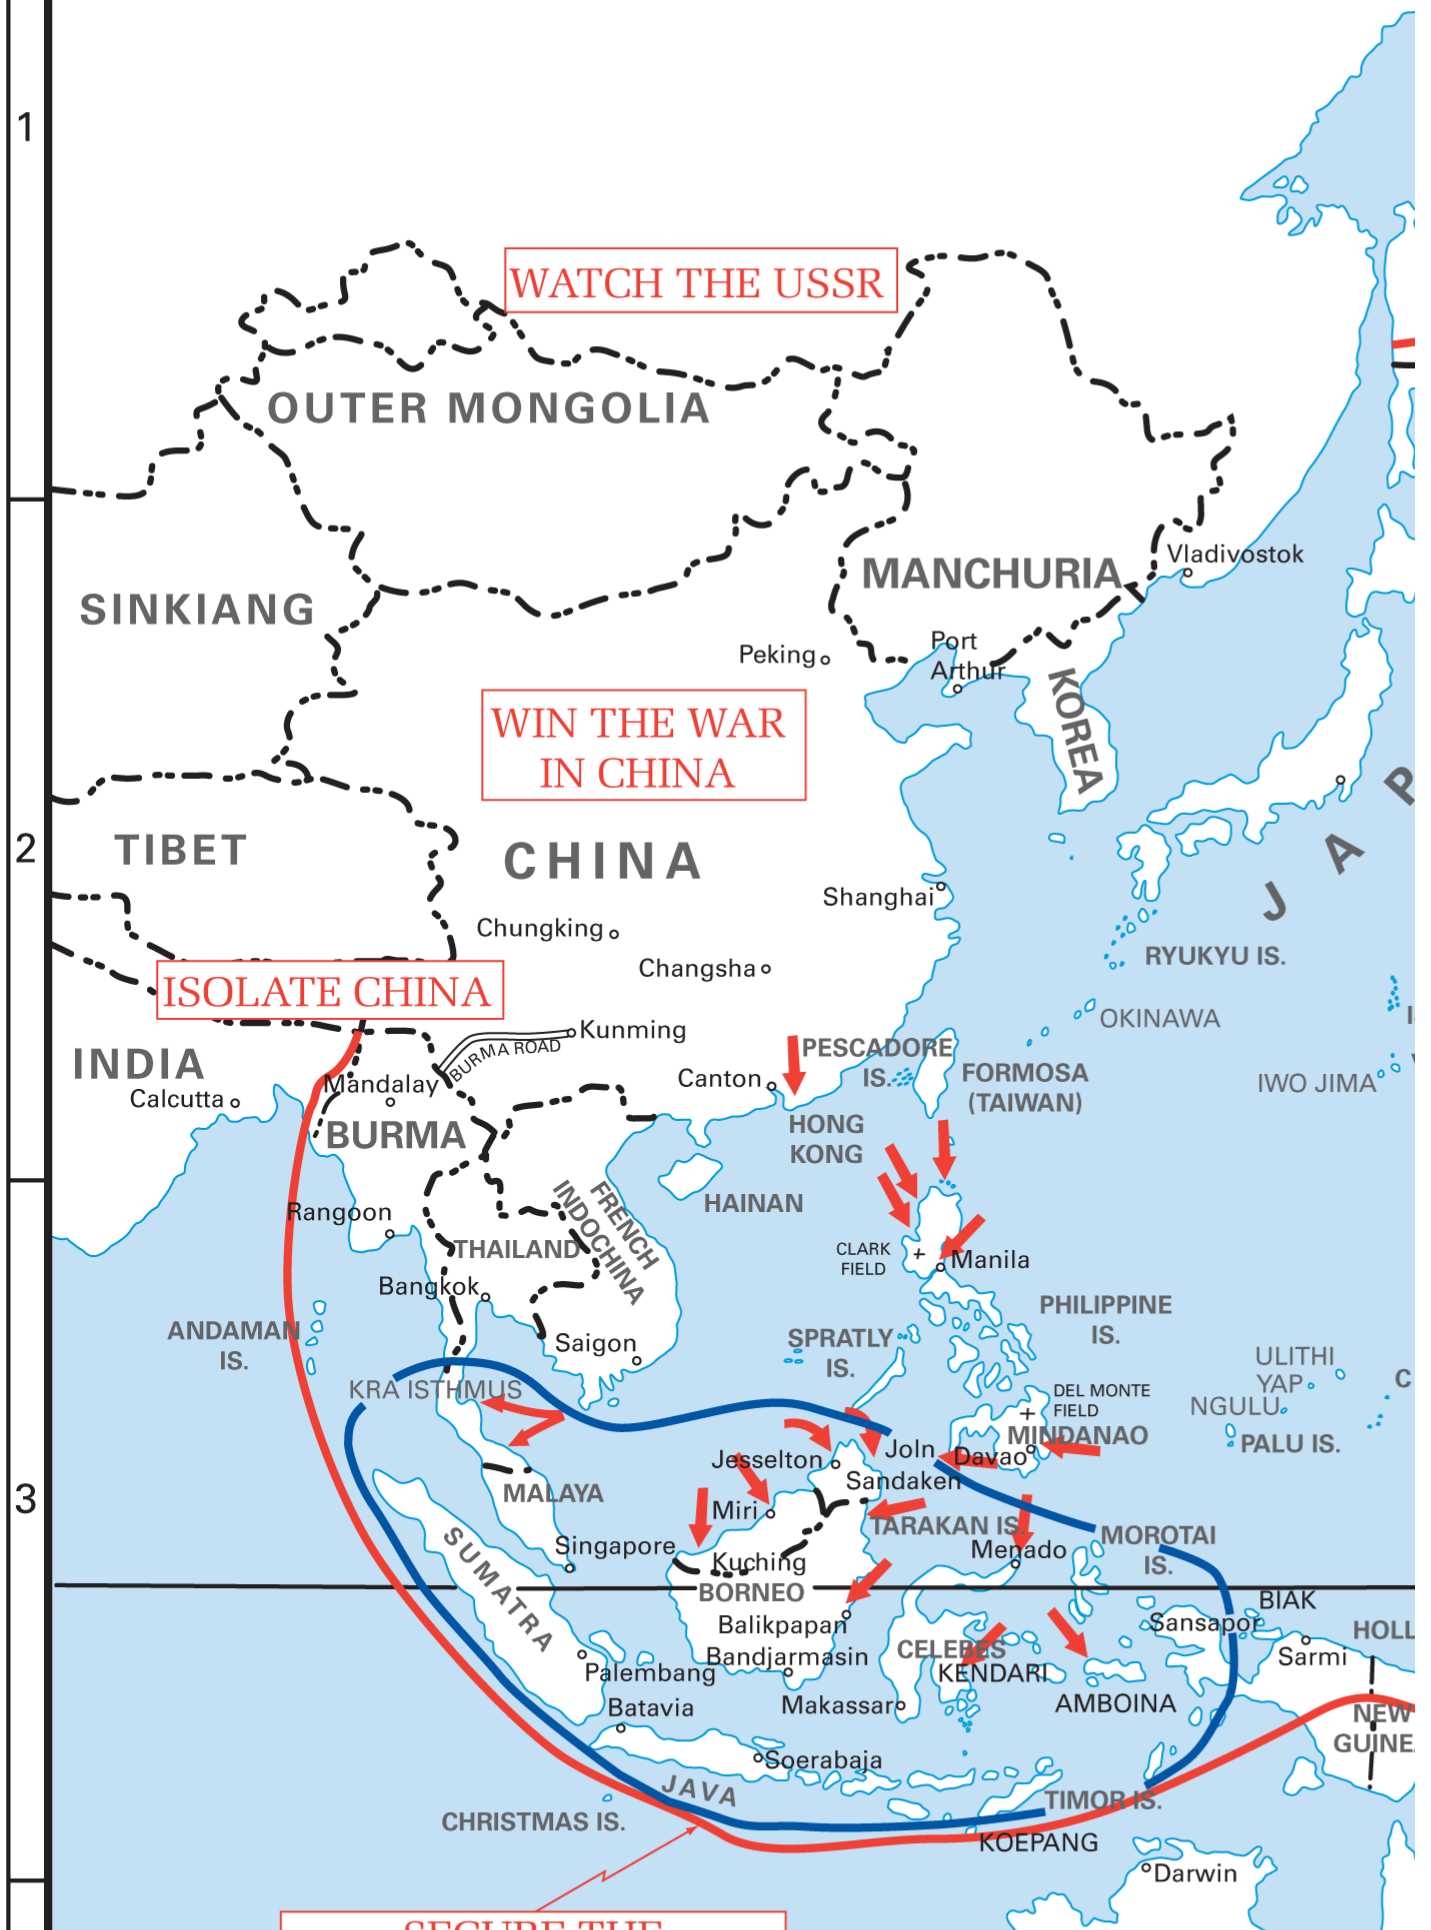 1
WATCH THE USSR
OUTER MONGOLIA
MANCHURIA
Vladivostok
SINKIANG
Port
Arthur
Peking
KOREA
WIN THE WAR
IN CHINA
2
TIBET
CHINA
JAP
Shanghai
Chungking
Changsha
RYUKYU IS.
ISOLATE CHINA
OKINAWA
I
Kunming
BURMA ROAD
PESCADORE
IS.
FORMOSA
(TAIWAN)
INDIA
IWO JIMA
V
Canton
Mandalay
Calcutta
BURMA
HONG
KONG
HAINAN
FRENCH
INDOCHINA
Rangoon
THAILAND
CLARK
FIELD
Manila
Bangkok
PHILIPPINE
IS.
ANDAMAN
IS.
Saigon
SPRATLY
IS.
ULITHI
YAP
C
KRA ISTHMUS
DEL MONTE
FIELD
NGULU
MINDANAO
PALU IS.
Joln
Davao
Jesselton
Sandaken
3
MALAYA
Miri
TARAKAN IS.
MOROTAI
IS.
Singapore
Menado
SUMATRA
Kuching
BORNEO
BIAK
Balikpapan
Sansapor
HOLL
CELEBES
Bandjarmasin
KENDARI
Sarmi
Palembang
Makassar
AMBOINA
Batavia
NEW
GUINE
Soerabaja
JAVA
TIMOR IS.
CHRISTMAS IS.
KOEPANG
Darwin
SECURE THE